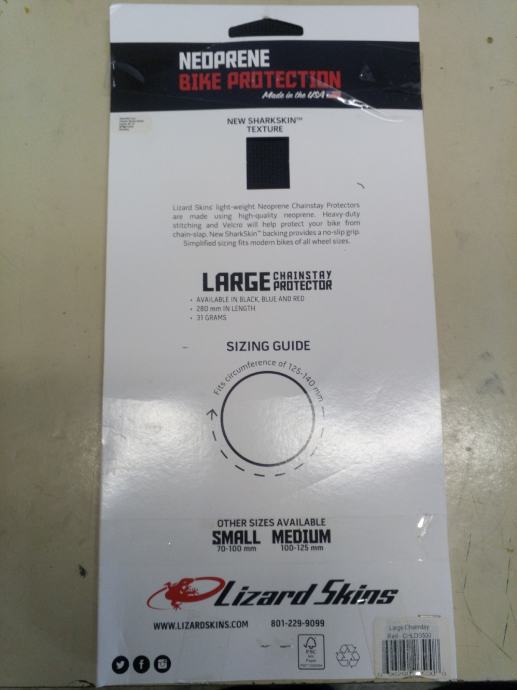 NEOPRENE
BIKE PROTECTION
Made in the USA
NEW SHARKSKIN™
TEXTURE
Lizard Skins' light-weight Neoprene Chainstay Protectors
are made using high-quality neoprene. Heavy-duty
stitching and Velcro will help protect your bike from
chain-slap. New SharkSkin™ backing provides a no-slip grip.
Simplified sizing fits modern bikes of all wheel sizes.
LARGE CHAINSTAY PROTECTOR
• AVAILABLE IN BLACK, BLUE AND RED
• 280 mm IN LENGTH
• 31 GRAMS
SIZING GUIDE
Fits circumference of 125-140 mm
OTHER SIZES AVAILABLE
SMALL MEDIUM
70-100 mm 100-125 mm
Lizard Skins
WWW.LIZARDSKINS.COM 801-229-9099
FSC
Large Chainstay